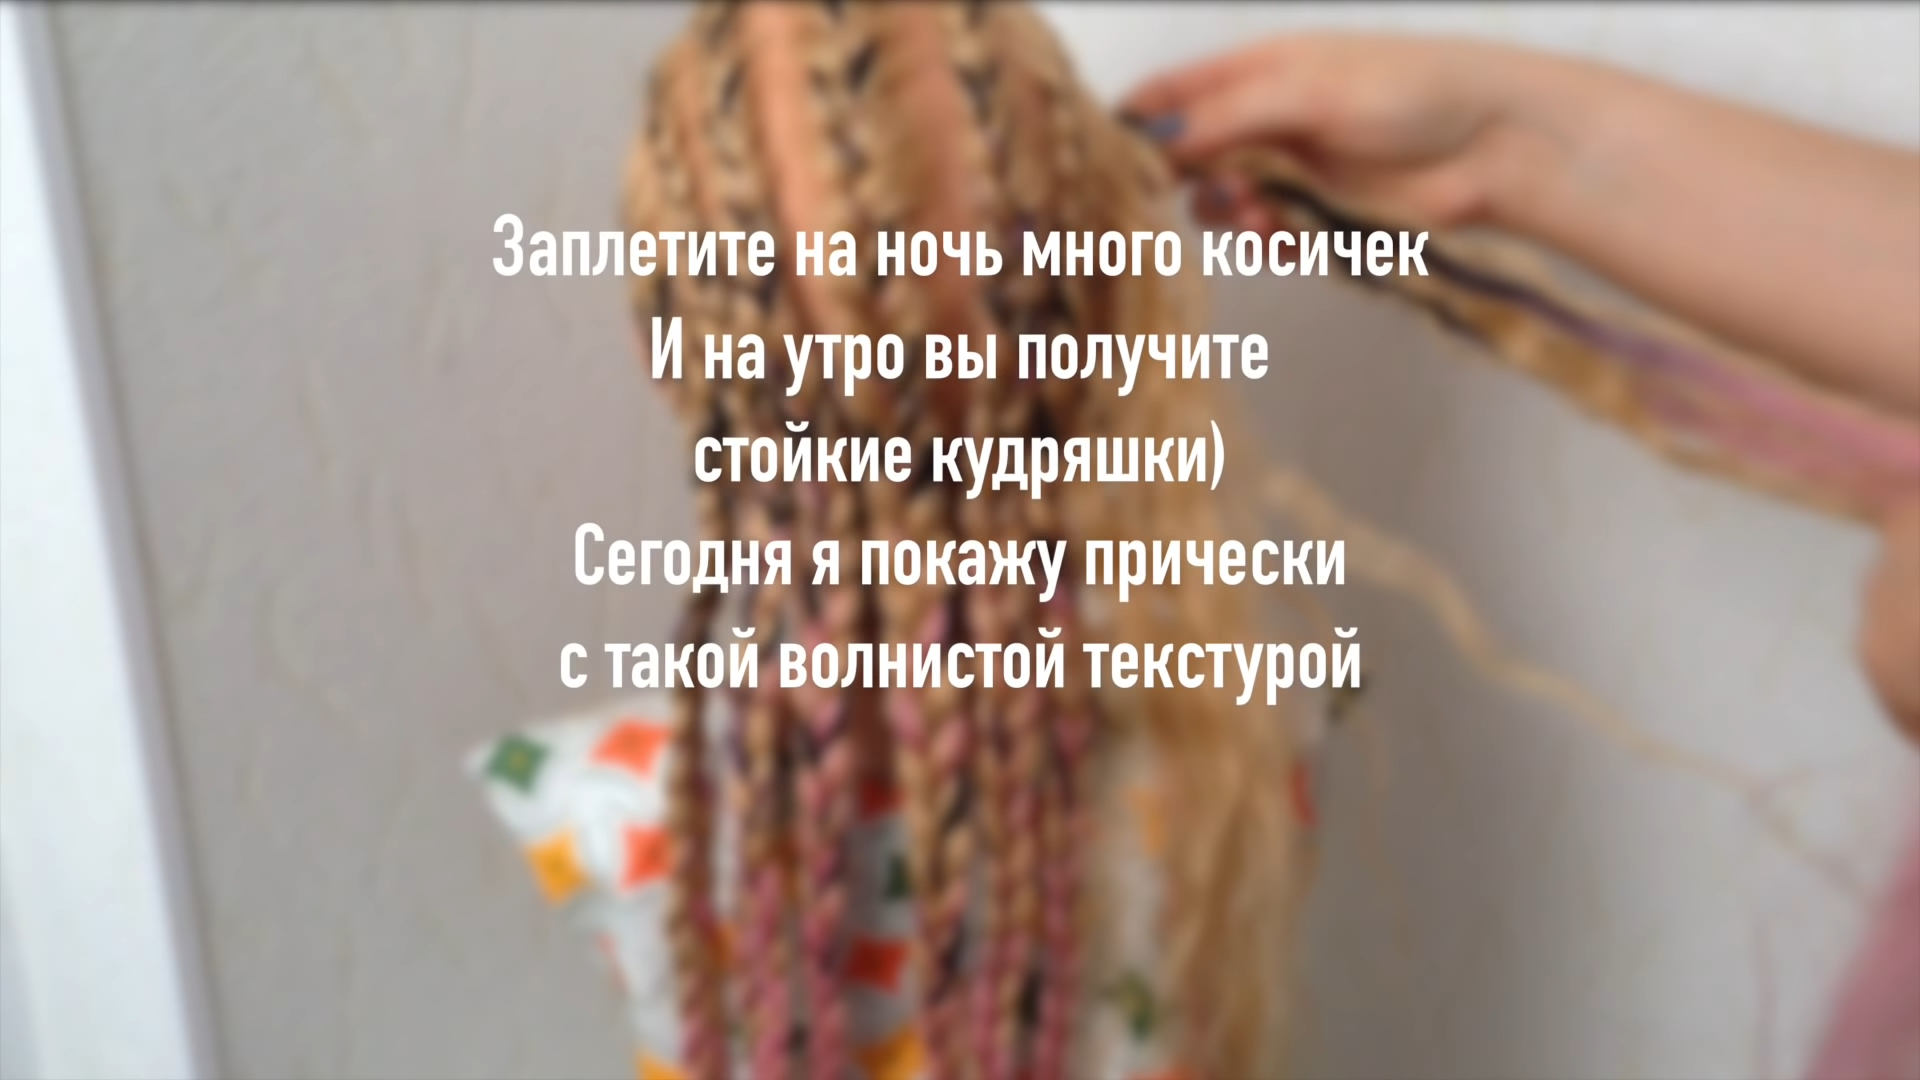 Заплетите на ночь много косичек
И на утро вы получите
стойкие кудряшки)
Сегодня я покажу прически
с такой волнистой текстурой